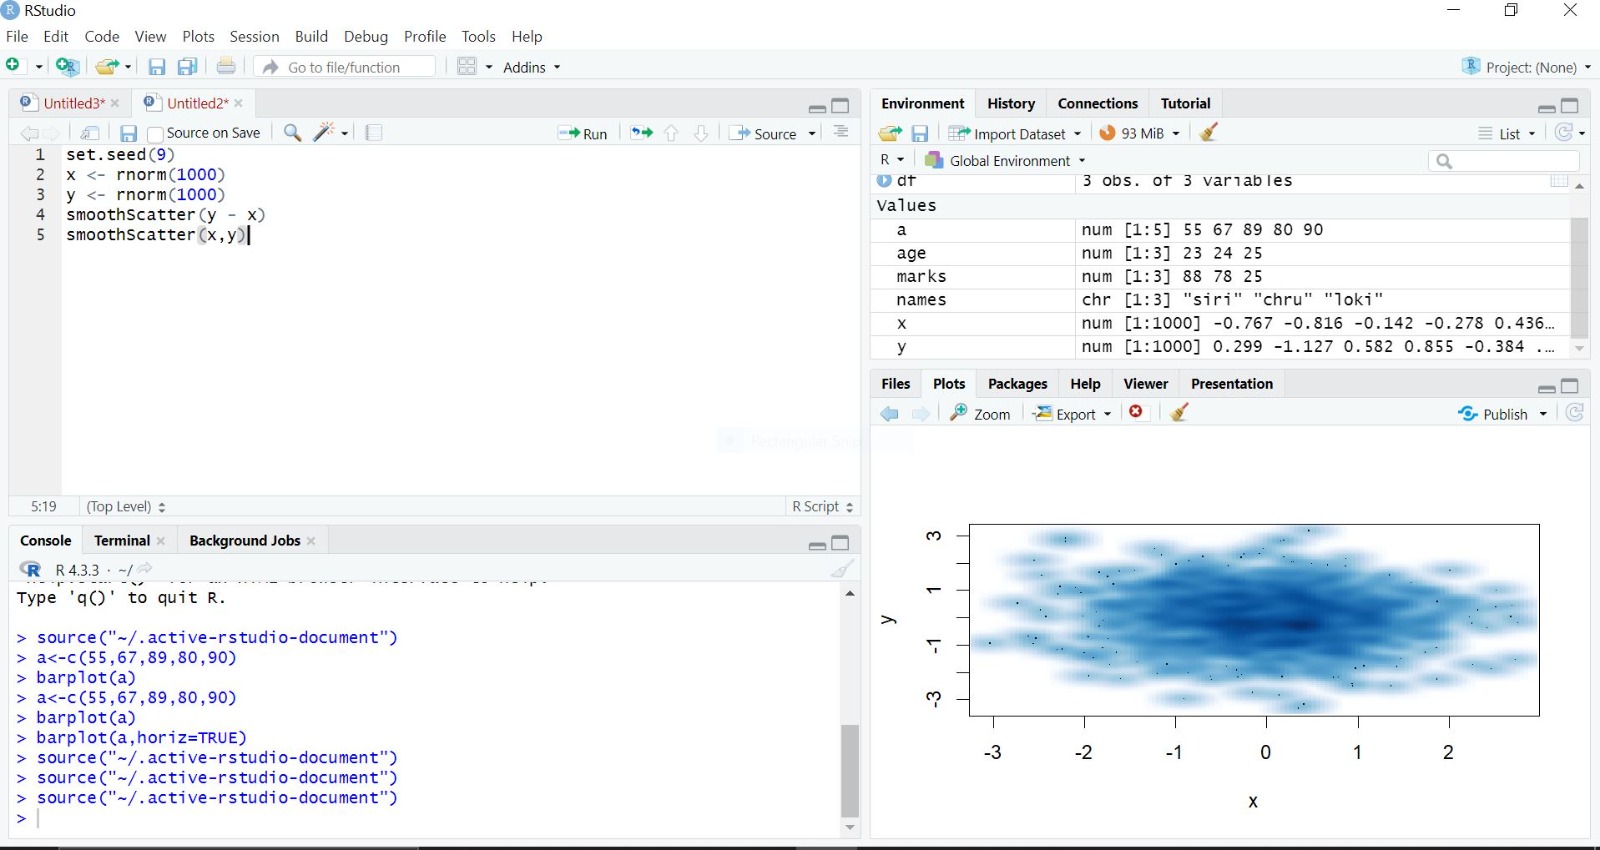 RStudio
File Edit Code View Plots Session Build Debug Profile Tools Help
Go to file/function Addins Project: (None)
Untitled3* Untitled2*
Source on Save Run Source
1 set.seed(9)
2 x <- rnorm(1000)
3 y <- rnorm(1000)
4 smoothScatter(y - x)
5 smoothScatter(x,y)
5:19 (Top Level) R Script
Console Terminal Background Jobs
R 4.3.3 · ~/
Type 'q()' to quit R.
> source("~/.active-rstudio-document")
> a<-c(55,67,89,80,90)
> barplot(a)
> a<-c(55,67,89,80,90)
> barplot(a)
> barplot(a,horiz=TRUE)
> source("~/.active-rstudio-document")
> source("~/.active-rstudio-document")
> source("~/.active-rstudio-document")
>
Environment History Connections Tutorial
Import Dataset 93 MiB List
R Global Environment
df 3 obs. of 3 variables
Values
a num [1:5] 55 67 89 80 90
age num [1:3] 23 24 25
marks num [1:3] 88 78 25
names chr [1:3] "siri" "chru" "loki"
x num [1:1000] -0.767 -0.816 -0.142 -0.278 0.436…
y num [1:1000] 0.299 -1.127 0.582 0.855 -0.384 .…
Files Plots Packages Help Viewer Presentation
Zoom Export Publish
3
1
-1
-3
y
-3 -2 -1 0 1 2
x